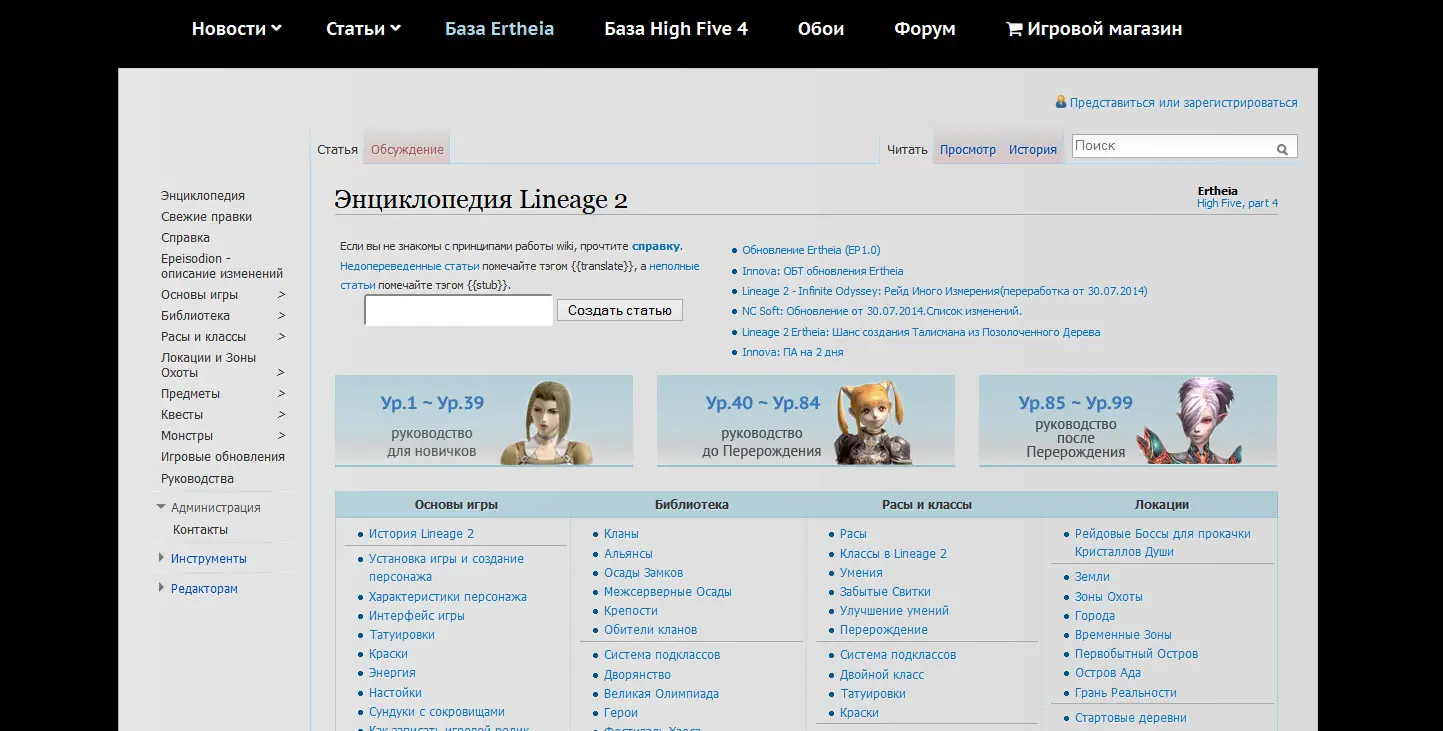 Новости Статьи База Ertheia База High Five 4 Обои Форум Игровой магазин
Представиться или зарегистрироваться
Статья Обсуждение Читать Просмотр История Поиск
Энциклопедия
Свежие правки
Справка
Epeisodion -
описание изменений
Основы игры >
Библиотека >
Расы и классы >
Локации и Зоны
Охоты >
Предметы >
Квесты >
Монстры >
Игровые обновления
Руководства
Администрация
Контакты
Инструменты
Редакторам
Энциклопедия Lineage 2
Ertheia
High Five, part 4
Если вы не знакомы с принципами работы wiki, прочтите справку.
Недопереведенные статьи помечайте тэгом {{translate}}, а неполные
статьи помечайте тэгом {{stub}}.
Создать статью
Обновление Ertheia (EP1.0)
Innova: ОБТ обновления Ertheia
Lineage 2 - Infinite Odyssey: Рейд Иного Измерения(переработка от 30.07.2014)
NC Soft: Обновление от 30.07.2014.Список изменений.
Lineage 2 Ertheia: Шанс создания Талисмана из Позолоченного Дерева
Innova: ПА на 2 дня
Ур.1 ~ Ур.39
руководство
для новичков
Ур.40 ~ Ур.84
руководство
до Перерождения
Ур.85 ~ Ур.99
руководство
после
Перерождения
Основы игры
История Lineage 2
Установка игры и создание
персонажа
Характеристики персонажа
Интерфейс игры
Татуировки
Краски
Энергия
Настойки
Сундуки с сокровищами
Как записать игровой ролик
Библиотека
Кланы
Альянсы
Осады Замков
Межсерверные Осады
Крепости
Обители кланов
Система подклассов
Дворянство
Великая Олимпиада
Герои
Фестиваль Хаоса
Расы и классы
Расы
Классы в Lineage 2
Умения
Забытые Свитки
Улучшение умений
Перерождение
Система подклассов
Двойной класс
Татуировки
Краски
Локации
Рейдовые Боссы для прокачки
Кристаллов Души
Земли
Зоны Охоты
Города
Временные Зоны
Первобытный Остров
Остров Ада
Грань Реальности
Стартовые деревни